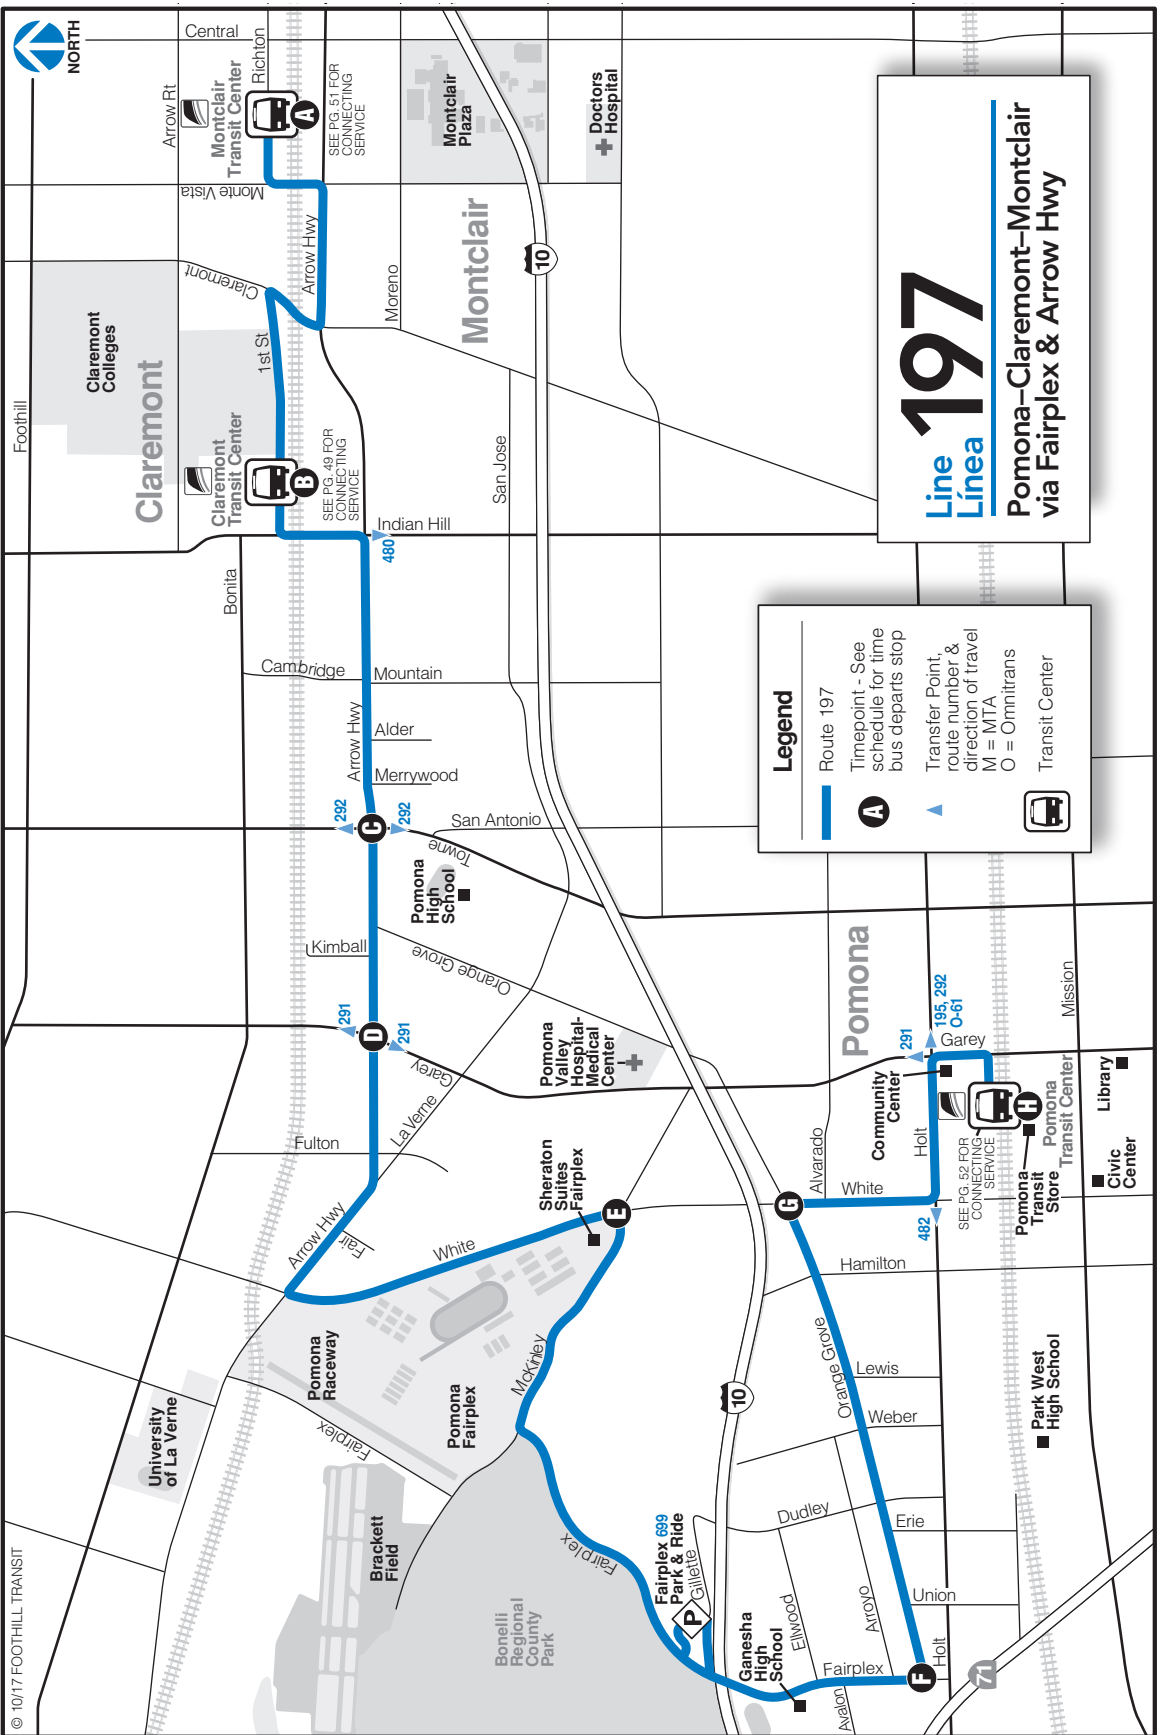 © 10/17 FOOTHILL TRANSIT
NORTH
Line
Línea
197
Pomona–Claremont–Montclair
via Fairplex & Arrow Hwy
Legend
Route 197
A
Timepoint - See
schedule for time
bus departs stop
Transfer Point,
route number &
direction of travel
M = MTA
O = Omnitrans
Transit Center
Foothill
Central
Arrow Rt
Richton
Montclair
Transit Center
A
SEE PG. 51 FOR
CONNECTING
SERVICE
Monte Vista
Arrow Hwy
Claremont
Moreno
Montclair
Plaza
Doctors
Hospital
Montclair
10
Claremont
Colleges
Claremont
1st St
Claremont
Transit Center
B
SEE PG. 49 FOR
CONNECTING
SERVICE
San Jose
Indian Hill
480
Bonita
Cambridge
Mountain
Arrow Hwy
Alder
Merrywood
292
C
292
San Antonio
Towne
Pomona
High
School
Kimball
Orange Grove
291
D
291
Garey
La Verne
Fulton
Pomona
Valley
Hospital-
Medical
Center
Pomona
Arrow Hwy
Fair
White
Sheraton
Suites
Fairplex
E
McKinley
Pomona
Raceway
Pomona
Fairplex
Fairplex
University
of La Verne
Brackett
Field
Bonelli
Regional
County
Park
Fairplex
Fairplex 699
Park & Ride
P
Gillette
Ganesha
High
School
10
Dudley
Ellwood
Arroyo
Fairplex
Avalon
F
Holt
71
Union
Erie
Weber
Lewis
Orange Grove
Hamilton
G
Alvarado
White
482
Holt
Community
Center
291
195, 292
O-61
Garey
Mission
SEE PG. 52 FOR
CONNECTING
SERVICE
H
Pomona
Transit Center
Pomona
Transit
Store
Library
Civic
Center
Park West
High School